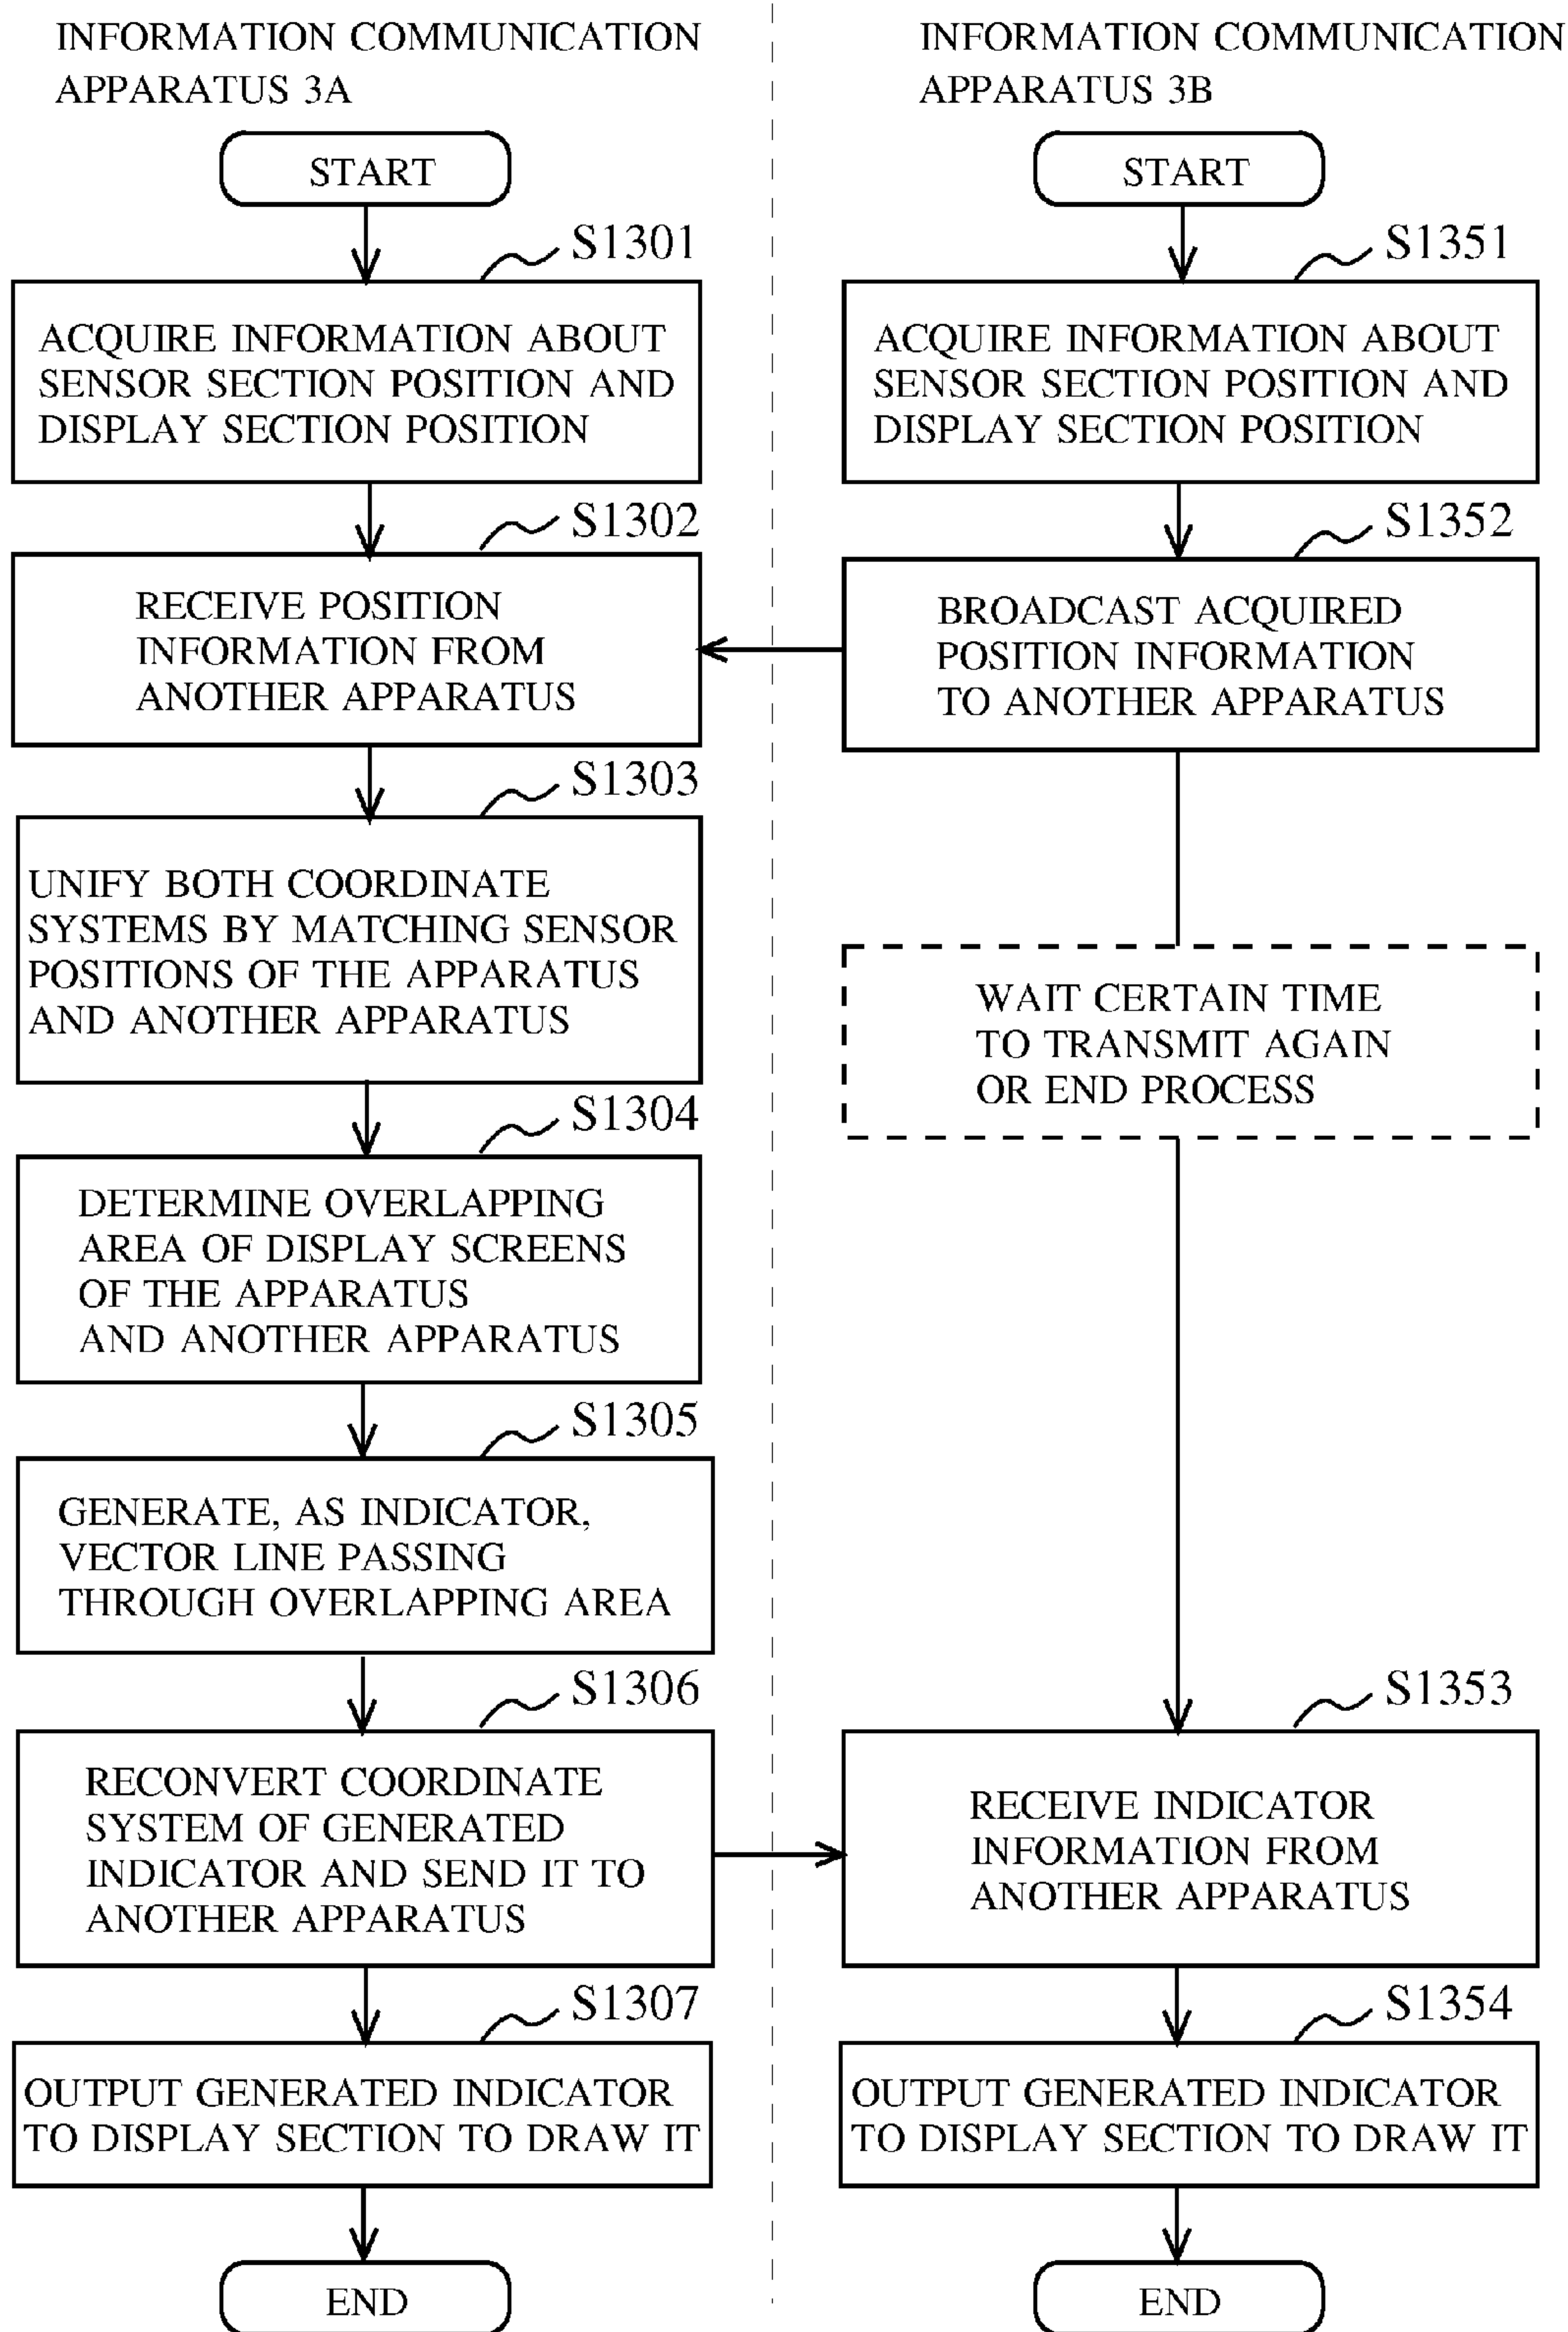 INFORMATION COMMUNICATION
APPARATUS 3A
START
S1301
ACQUIRE INFORMATION ABOUT
SENSOR SECTION POSITION AND
DISPLAY SECTION POSITION
S1302
RECEIVE POSITION
INFORMATION FROM
ANOTHER APPARATUS
S1303
UNIFY BOTH COORDINATE
SYSTEMS BY MATCHING SENSOR
POSITIONS OF THE APPARATUS
AND ANOTHER APPARATUS
S1304
DETERMINE OVERLAPPING
AREA OF DISPLAY SCREENS
OF THE APPARATUS
AND ANOTHER APPARATUS
S1305
GENERATE, AS INDICATOR,
VECTOR LINE PASSING
THROUGH OVERLAPPING AREA
S1306
RECONVERT COORDINATE
SYSTEM OF GENERATED
INDICATOR AND SEND IT TO
ANOTHER APPARATUS
S1307
OUTPUT GENERATED INDICATOR
TO DISPLAY SECTION TO DRAW IT
END
INFORMATION COMMUNICATION
APPARATUS 3B
START
S1351
ACQUIRE INFORMATION ABOUT
SENSOR SECTION POSITION AND
DISPLAY SECTION POSITION
S1352
BROADCAST ACQUIRED
POSITION INFORMATION
TO ANOTHER APPARATUS
WAIT CERTAIN TIME
TO TRANSMIT AGAIN
OR END PROCESS
S1353
RECEIVE INDICATOR
INFORMATION FROM
ANOTHER APPARATUS
S1354
OUTPUT GENERATED INDICATOR
TO DISPLAY SECTION TO DRAW IT
END